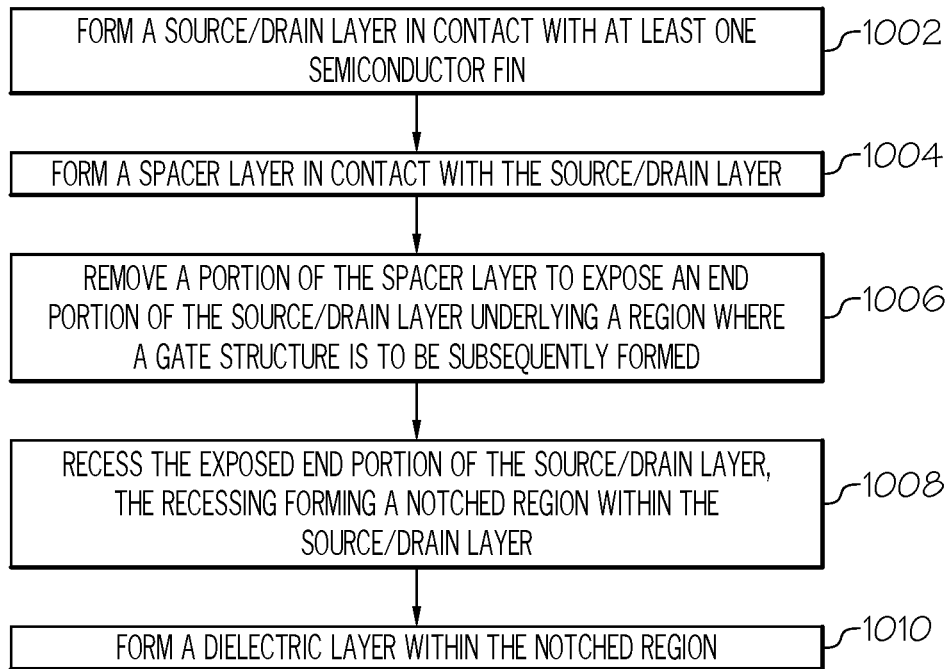 FORM A SOURCE/DRAIN LAYER IN CONTACT WITH AT LEAST ONE
SEMICONDUCTOR FIN
1002
FORM A SPACER LAYER IN CONTACT WITH THE SOURCE/DRAIN LAYER
1004
REMOVE A PORTION OF THE SPACER LAYER TO EXPOSE AN END
PORTION OF THE SOURCE/DRAIN LAYER UNDERLYING A REGION WHERE
A GATE STRUCTURE IS TO BE SUBSEQUENTLY FORMED
1006
RECESS THE EXPOSED END PORTION OF THE SOURCE/DRAIN LAYER,
THE RECESSING FORMING A NOTCHED REGION WITHIN THE
SOURCE/DRAIN LAYER
1008
FORM A DIELECTRIC LAYER WITHIN THE NOTCHED REGION
1010